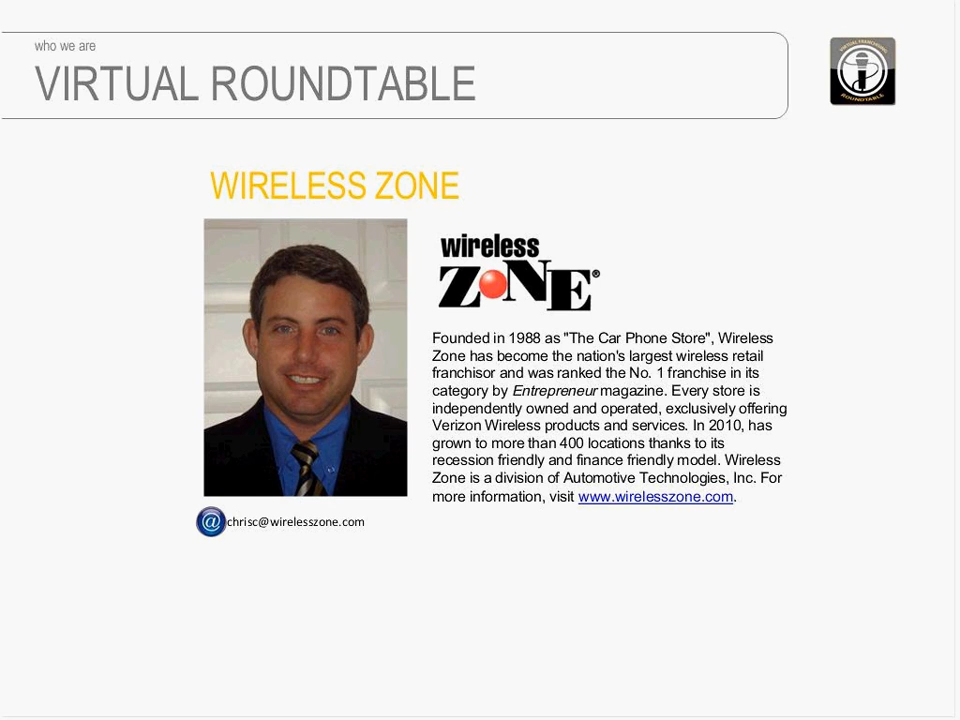 who we are
VIRTUAL ROUNDTABLE
VIRTUAL FRANCHISING
ROUNDTABLE
WIRELESS ZONE
wireless
ZONE®
Founded in 1988 as "The Car Phone Store", Wireless
Zone has become the nation's largest wireless retail
franchisor and was ranked the No. 1 franchise in its
category by Entrepreneur magazine. Every store is
independently owned and operated, exclusively offering
Verizon Wireless products and services. In 2010, has
grown to more than 400 locations thanks to its
recession friendly and finance friendly model. Wireless
Zone is a division of Automotive Technologies, Inc. For
more information, visit www.wirelesszone.com.
@ chrisc@wirelesszone.com